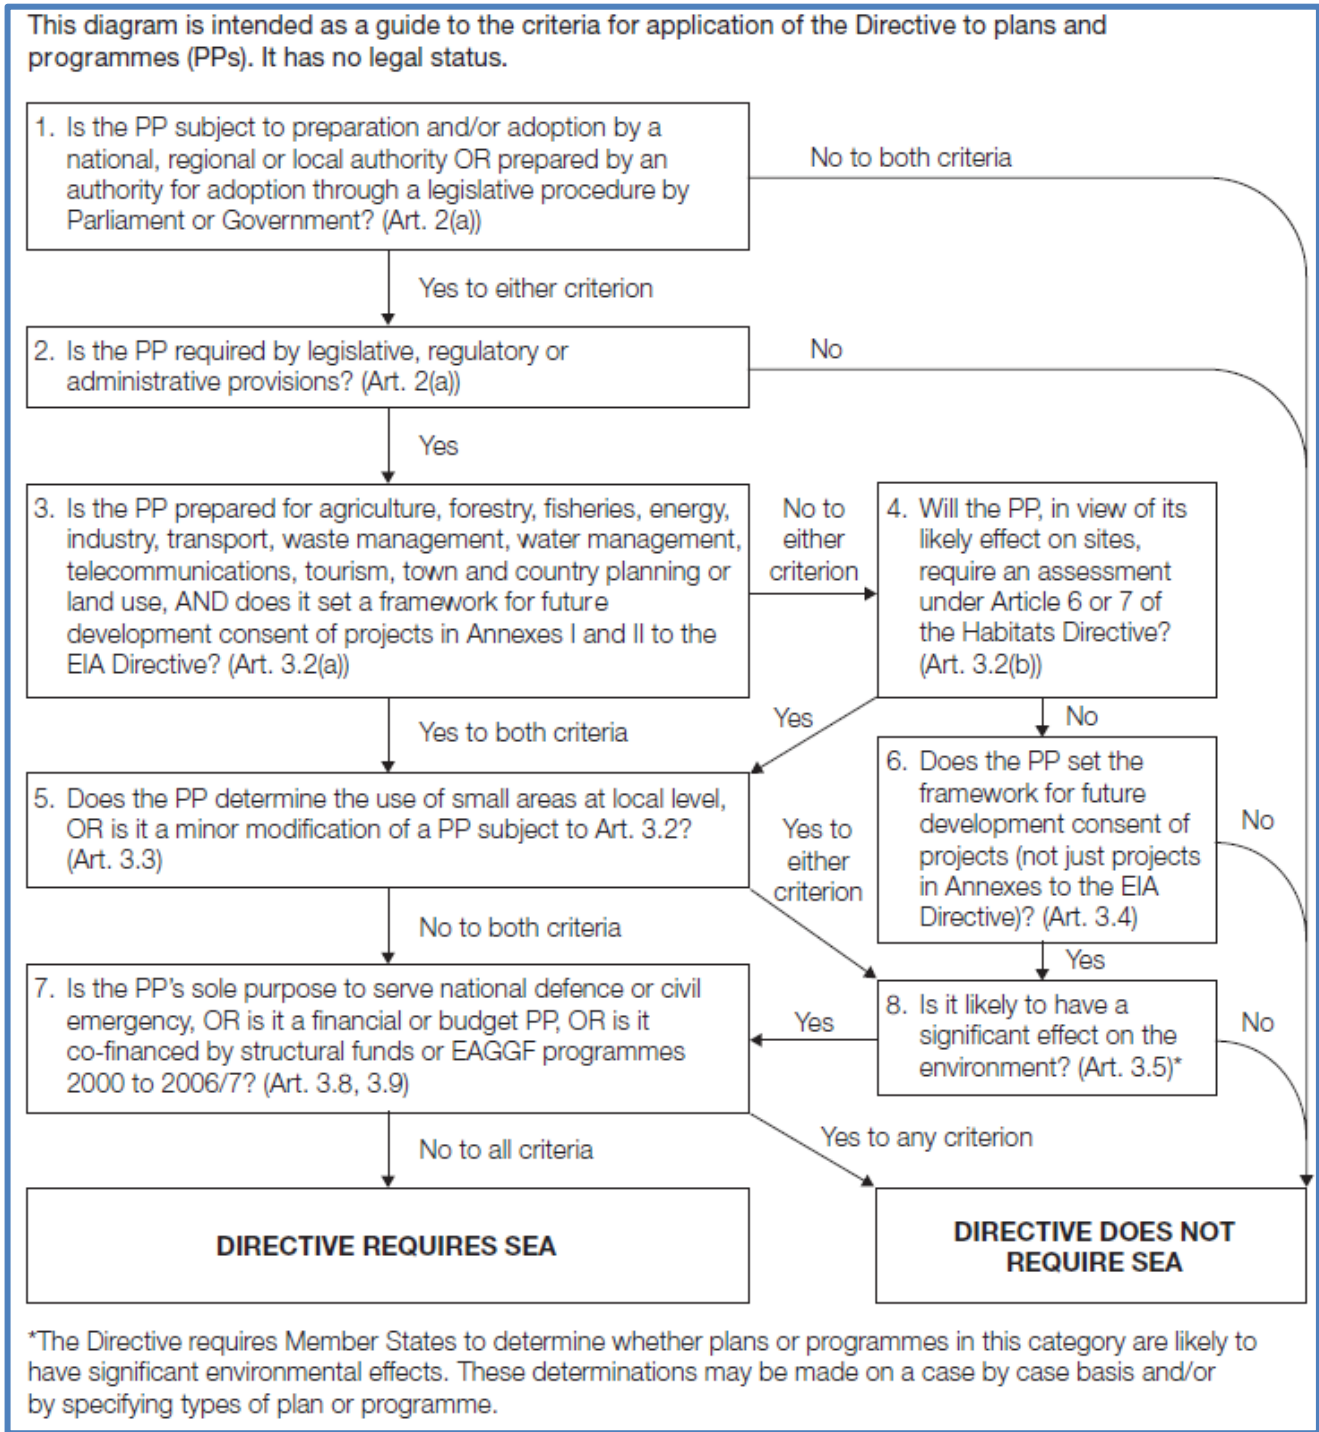 This diagram is intended as a guide to the criteria for application of the Directive to plans and
programmes (PPs). It has no legal status.
1. Is the PP subject to preparation and/or adoption by a
national, regional or local authority OR prepared by an
authority for adoption through a legislative procedure by
Parliament or Government? (Art. 2(a))
No to both criteria
Yes to either criterion
2. Is the PP required by legislative, regulatory or
administrative provisions? (Art. 2(a))
No
Yes
3. Is the PP prepared for agriculture, forestry, fisheries, energy,
industry, transport, waste management, water management,
telecommunications, tourism, town and country planning or
land use, AND does it set a framework for future
development consent of projects in Annexes I and II to the
EIA Directive? (Art. 3.2(a))
No to
either
criterion
4. Will the PP, in view of its
likely effect on sites,
require an assessment
under Article 6 or 7 of
the Habitats Directive?
(Art. 3.2(b))
Yes to both criteria
Yes
No
5. Does the PP determine the use of small areas at local level,
OR is it a minor modification of a PP subject to Art. 3.2?
(Art. 3.3)
Yes to
either
criterion
6. Does the PP set the
framework for future
development consent of
projects (not just projects
in Annexes to the EIA
Directive)? (Art. 3.4)
No
No to both criteria
Yes
7. Is the PP's sole purpose to serve national defence or civil
emergency, OR is it a financial or budget PP, OR is it
co-financed by structural funds or EAGGF programmes
2000 to 2006/7? (Art. 3.8, 3.9)
Yes
8. Is it likely to have a
significant effect on the
environment? (Art. 3.5)*
No
No to all criteria
Yes to any criterion
DIRECTIVE REQUIRES SEA
DIRECTIVE DOES NOT
REQUIRE SEA
*The Directive requires Member States to determine whether plans or programmes in this category are likely to
have significant environmental effects. These determinations may be made on a case by case basis and/or
by specifying types of plan or programme.